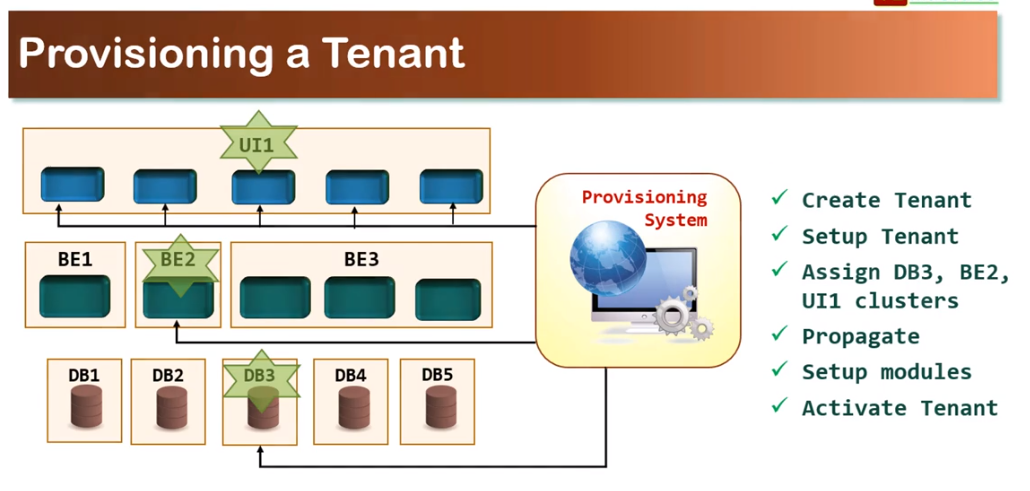 Provisioning a Tenant
UI1
BE1
BE2
BE3
DB1
DB2
DB3
DB4
DB5
Provisioning
System
Create Tenant
Setup Tenant
Assign DB3, BE2,
UI1 clusters
Propagate
Setup modules
Activate Tenant